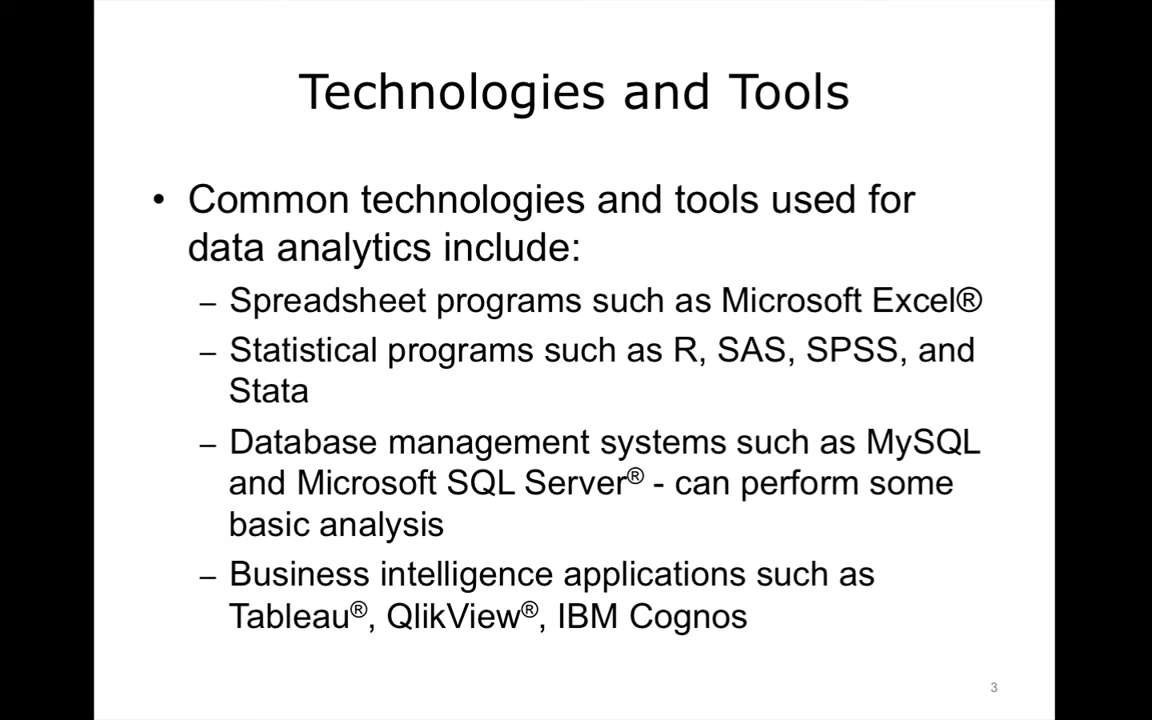 Technologies and Tools
• Common technologies and tools used for
data analytics include:
– Spreadsheet programs such as Microsoft Excel®
– Statistical programs such as R, SAS, SPSS, and
Stata
– Database management systems such as MySQL
and Microsoft SQL Server® - can perform some
basic analysis
– Business intelligence applications such as
Tableau®, QlikView®, IBM Cognos
3